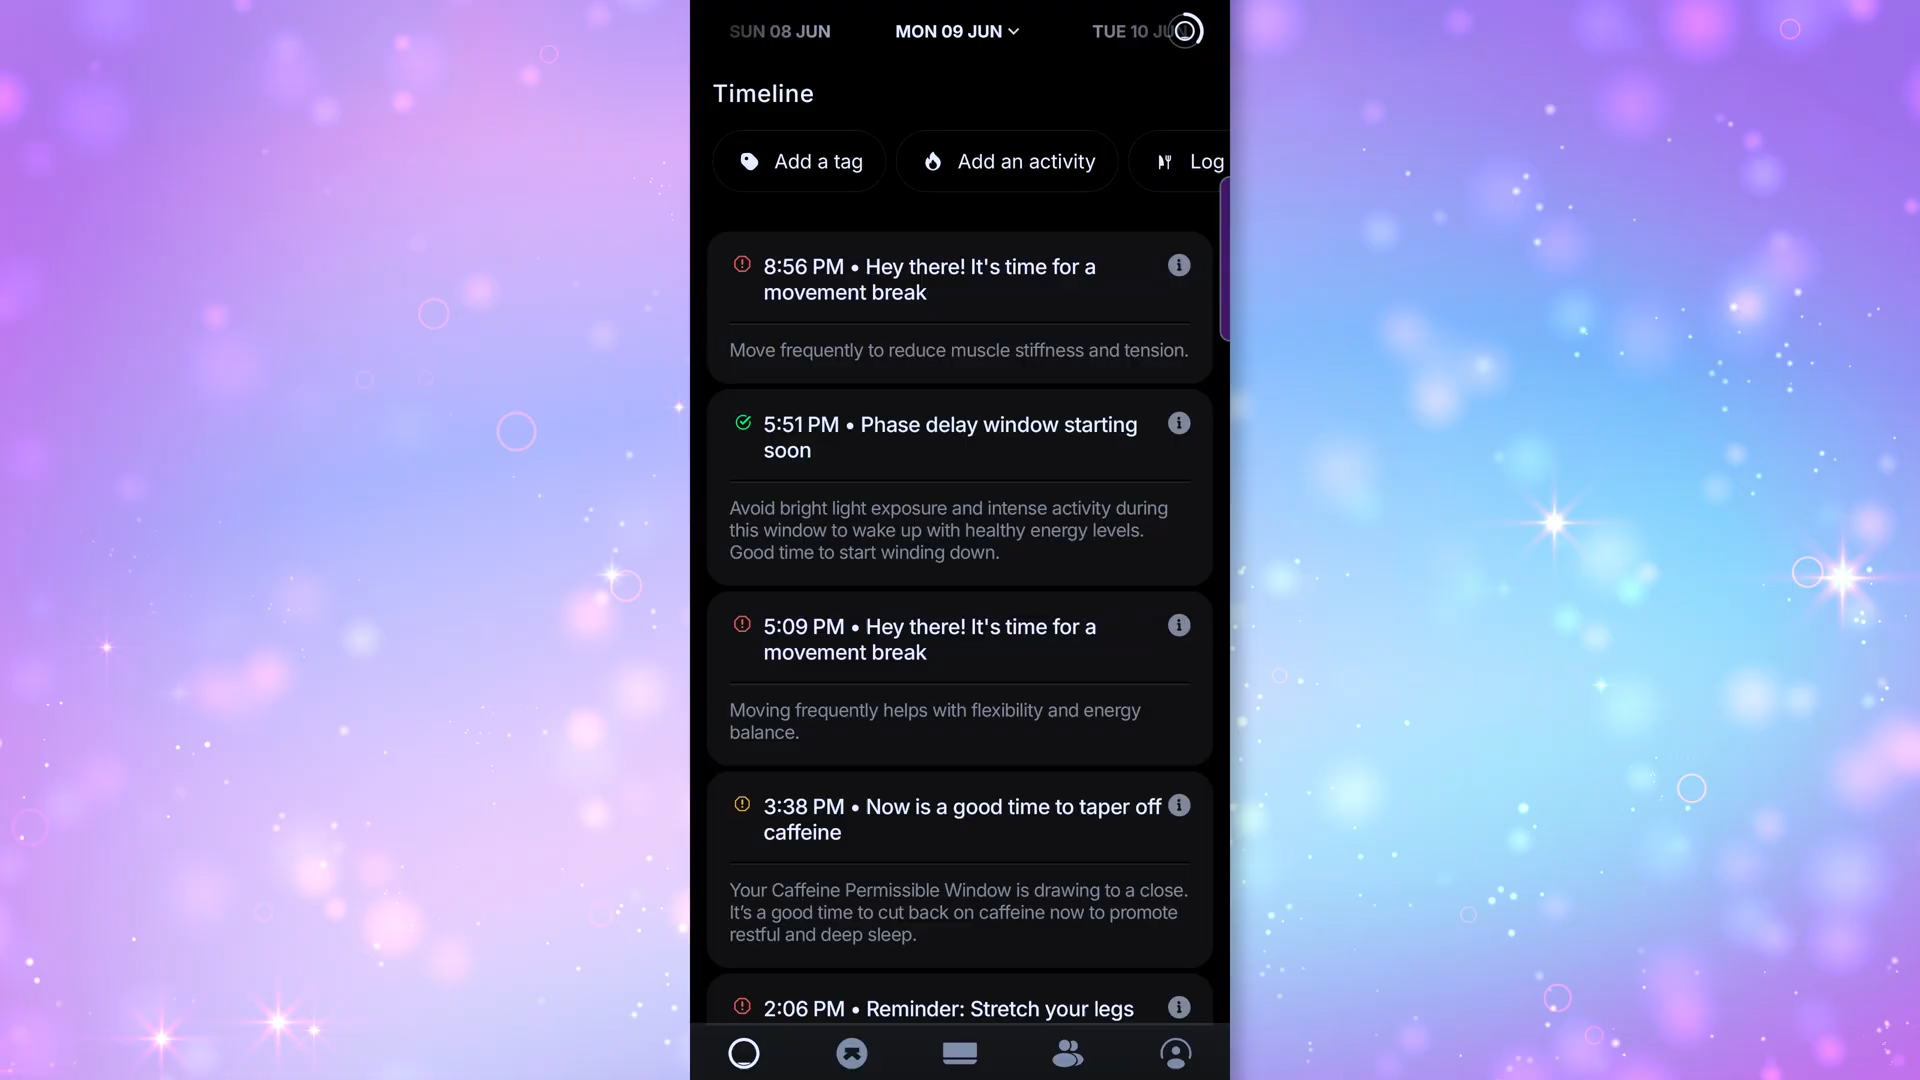 SUN 08 JUN MON 09 JUN TUE 10 JUN
Timeline
Add a tag Add an activity Log
8:56 PM • Hey there! It's time for a
movement break
Move frequently to reduce muscle stiffness and tension.
5:51 PM • Phase delay window starting
soon
Avoid bright light exposure and intense activity during
this window to wake up with healthy energy levels.
Good time to start winding down.
5:09 PM • Hey there! It's time for a
movement break
Moving frequently helps with flexibility and energy
balance.
3:38 PM • Now is a good time to taper off
caffeine
Your Caffeine Permissible Window is drawing to a close.
It's a good time to cut back on caffeine now to promote
restful and deep sleep.
2:06 PM • Reminder: Stretch your legs